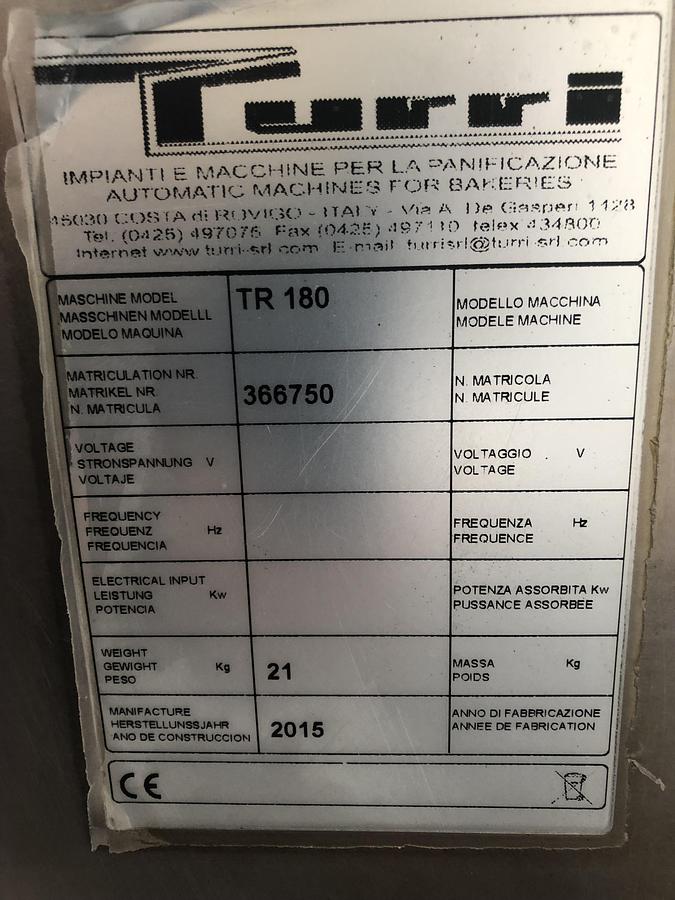 Turri
IMPIANTI E MACCHINE PER LA PANIFICAZIONE
AUTOMATIC MACHINES FOR BAKERIES
45030 COSTA di ROVIGO - ITALY - Via A. De Gasperi 1128
Tel. (0425) 497076 Fax (0425) 497110 telex 434800
Internet www.turri-srl.com E-mail turrisrl@turri-srl.com
MASCHINE MODEL
MASSCHINEN MODELLL
MODELO MAQUINA
TR 180
MODELLO MACCHINA
MODELE MACHINE
MATRICULATION NR.
MATRIKEL NR.
N. MATRICULA
366750
N. MATRICOLA
N. MATRICULE
VOLTAGE
STRONSPANNUNG V
VOLTAJE
VOLTAGGIO . V
VOLTAGE
FREQUENCY
FREQUENZ Hz
FREQUENCIA
FREQUENZA Hz
FREQUENCE
ELECTRICAL INPUT
LEISTUNG Kw
POTENCIA
POTENZA ASSORBITA Kw
PUSSANCE ASSORBEE
WEIGHT
GEWIGHT Kg
PESO
21
MASSA Kg
POIDS
MANIFACTURE
HERSTELLUNSSJAHR
ANO DE CONSTRUCCION
2015
ANNO DI FABBRICAZIONE
ANNEE DE FABRICATION
CE